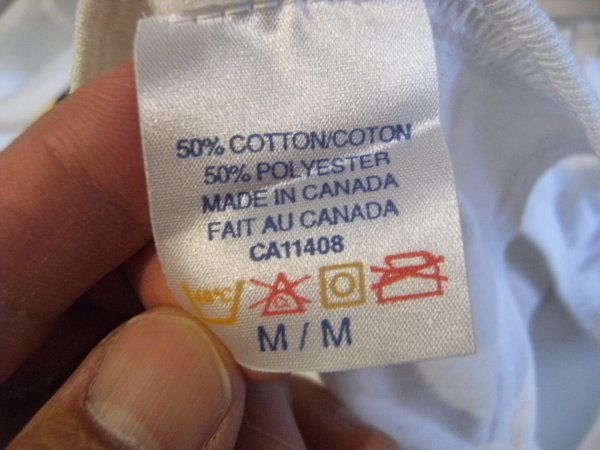 50% COTTON/COTON
50% POLYESTER
MADE IN CANADA
FAIT AU CANADA
CA11408
M / M